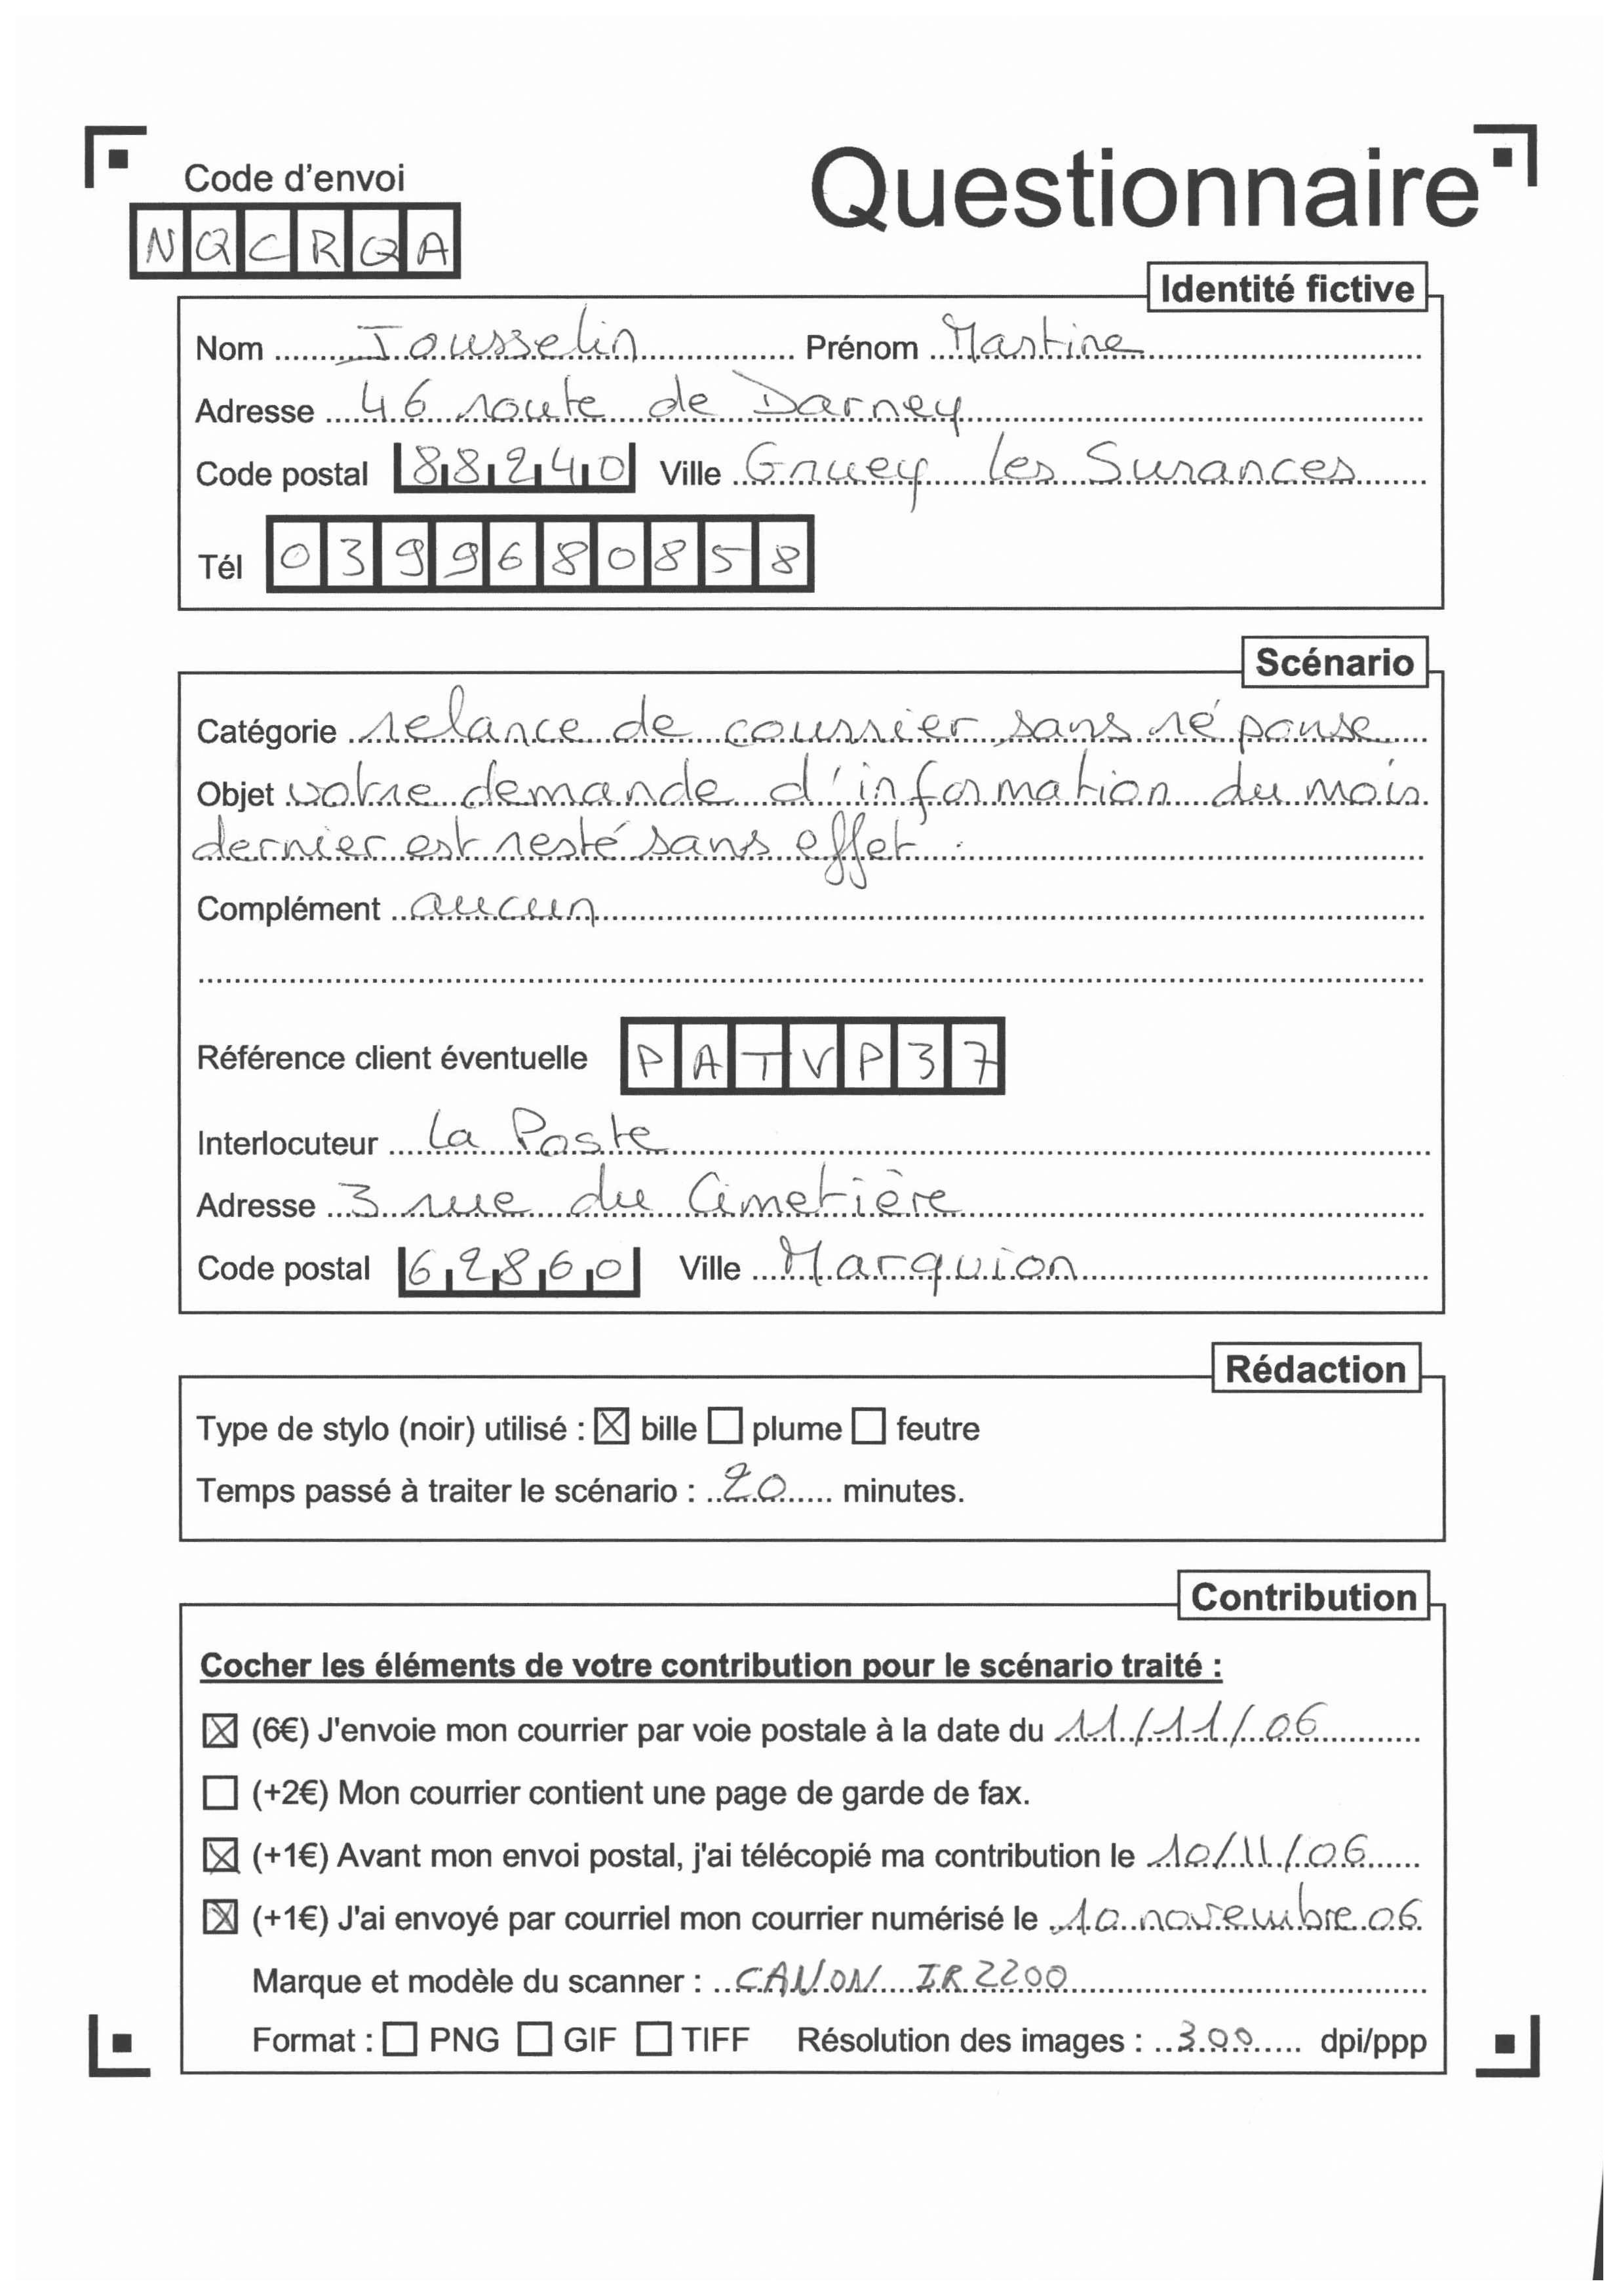 Code d'envoi
Questionnaire
NQCRQA
Identité fictive
Nom Jousselin Prénom Martine
Adresse 46 route de Darney
Code postal 88240 Ville Gruey les Surances
Tél 0399680858
Scénario
Catégorie relance de courrier sans réponse
Objet votre demande d'information du mois
dernier est resté sans effet.
Complément aucun
Référence client éventuelle PATVP37
Interlocuteur La Poste
Adresse 3 rue du Cimetière
Code postal 62860 Ville Marquion
Rédaction
Type de stylo (noir) utilisé : ☒ bille ☐ plume ☐ feutre
Temps passé à traiter le scénario : 20 minutes.
Contribution
Cocher les éléments de votre contribution pour le scénario traité :
☒ (6€) J'envoie mon courrier par voie postale à la date du 11/11/06
☐ (+2€) Mon courrier contient une page de garde de fax.
☒ (+1€) Avant mon envoi postal, j'ai télécopié ma contribution le 10/11/06
☒ (+1€) J'ai envoyé par courriel mon courrier numérisé le 10 novembre 06
Marque et modèle du scanner : CANON IR2200
Format : ☐ PNG ☐ GIF ☐ TIFF Résolution des images : 300 dpi/ppp